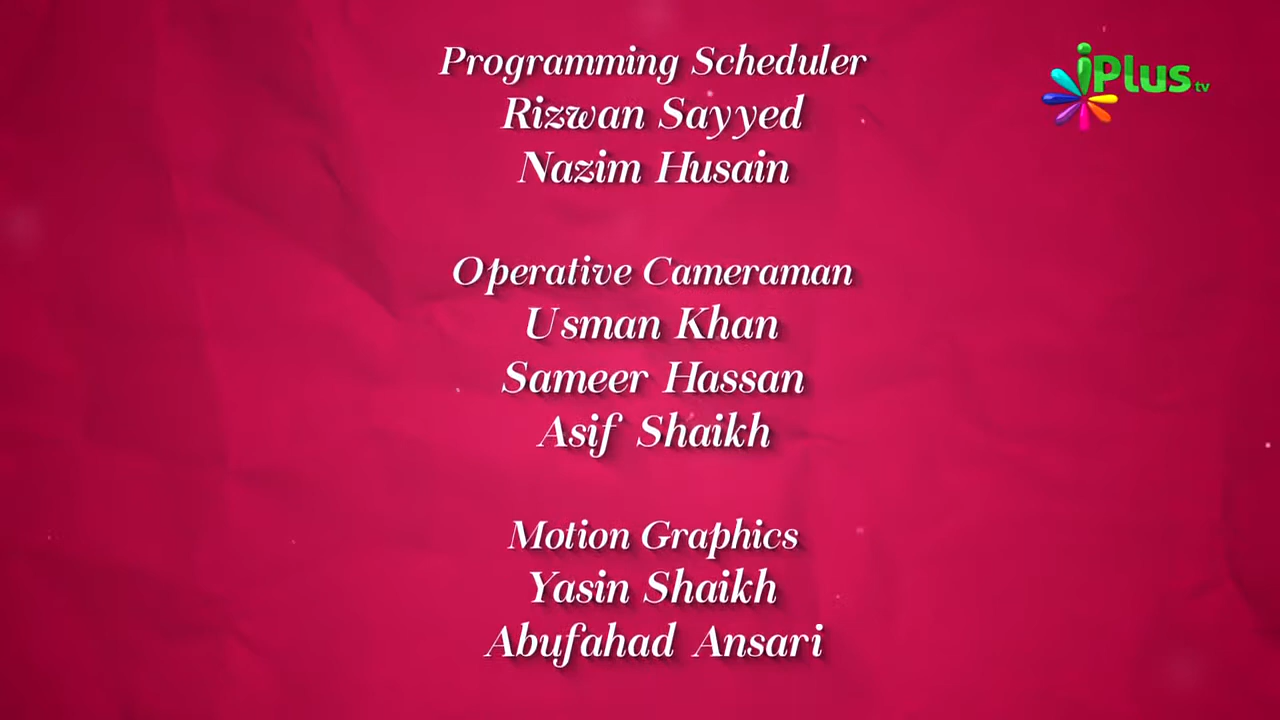 Programming Scheduler
Rizwan Sayyed
Nazim Husain
Operative Cameraman
Usman Khan
Sameer Hassan
Asif Shaikh
Motion Graphics
Yasin Shaikh
Abufahad Ansari
iPlus tv